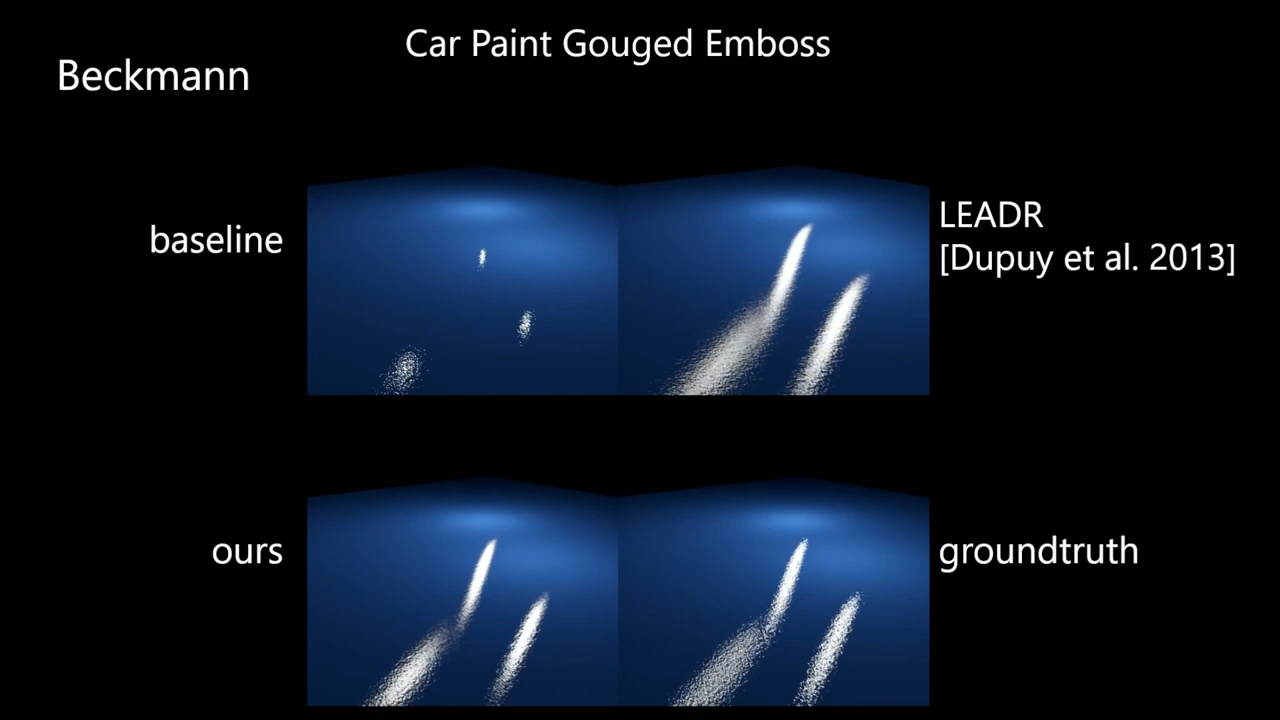 Car Paint Gouged Emboss
Beckmann
baseline
LEADR
[Dupuy et al. 2013]
ours
groundtruth